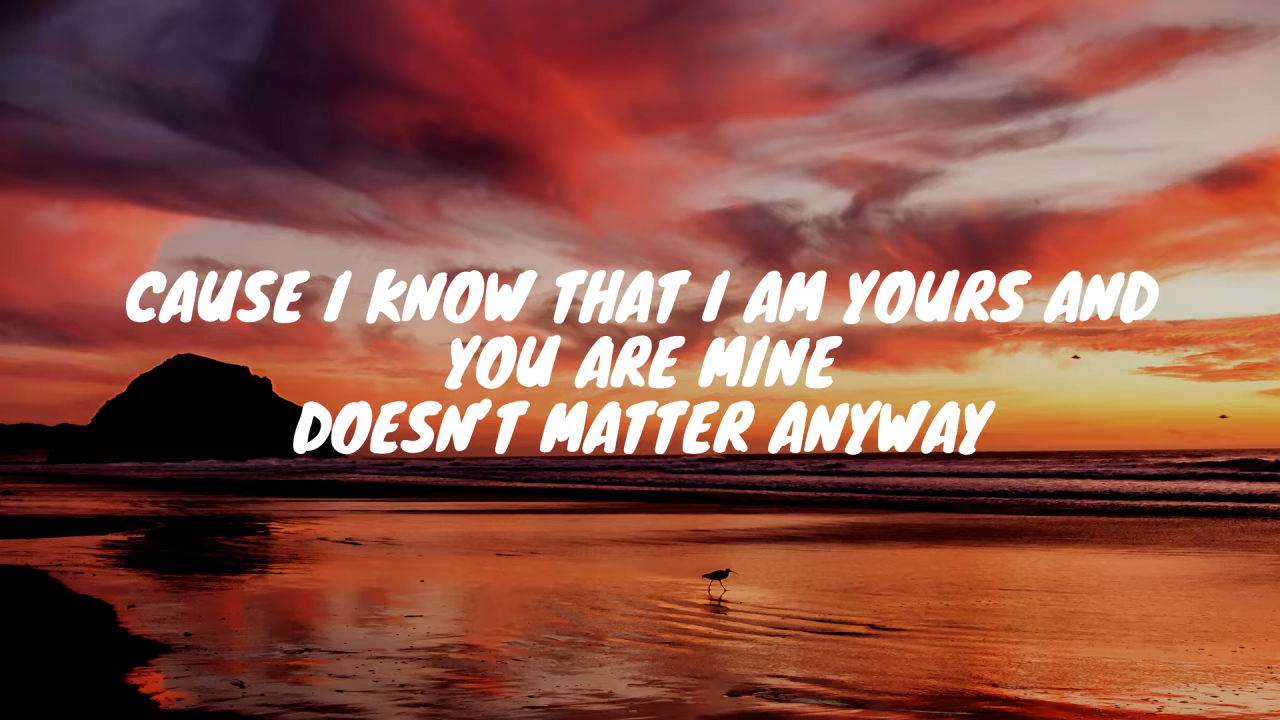 CAUSE I KNOW THAT I AM YOURS AND
YOU ARE MINE
DOESN'T MATTER ANYWAY